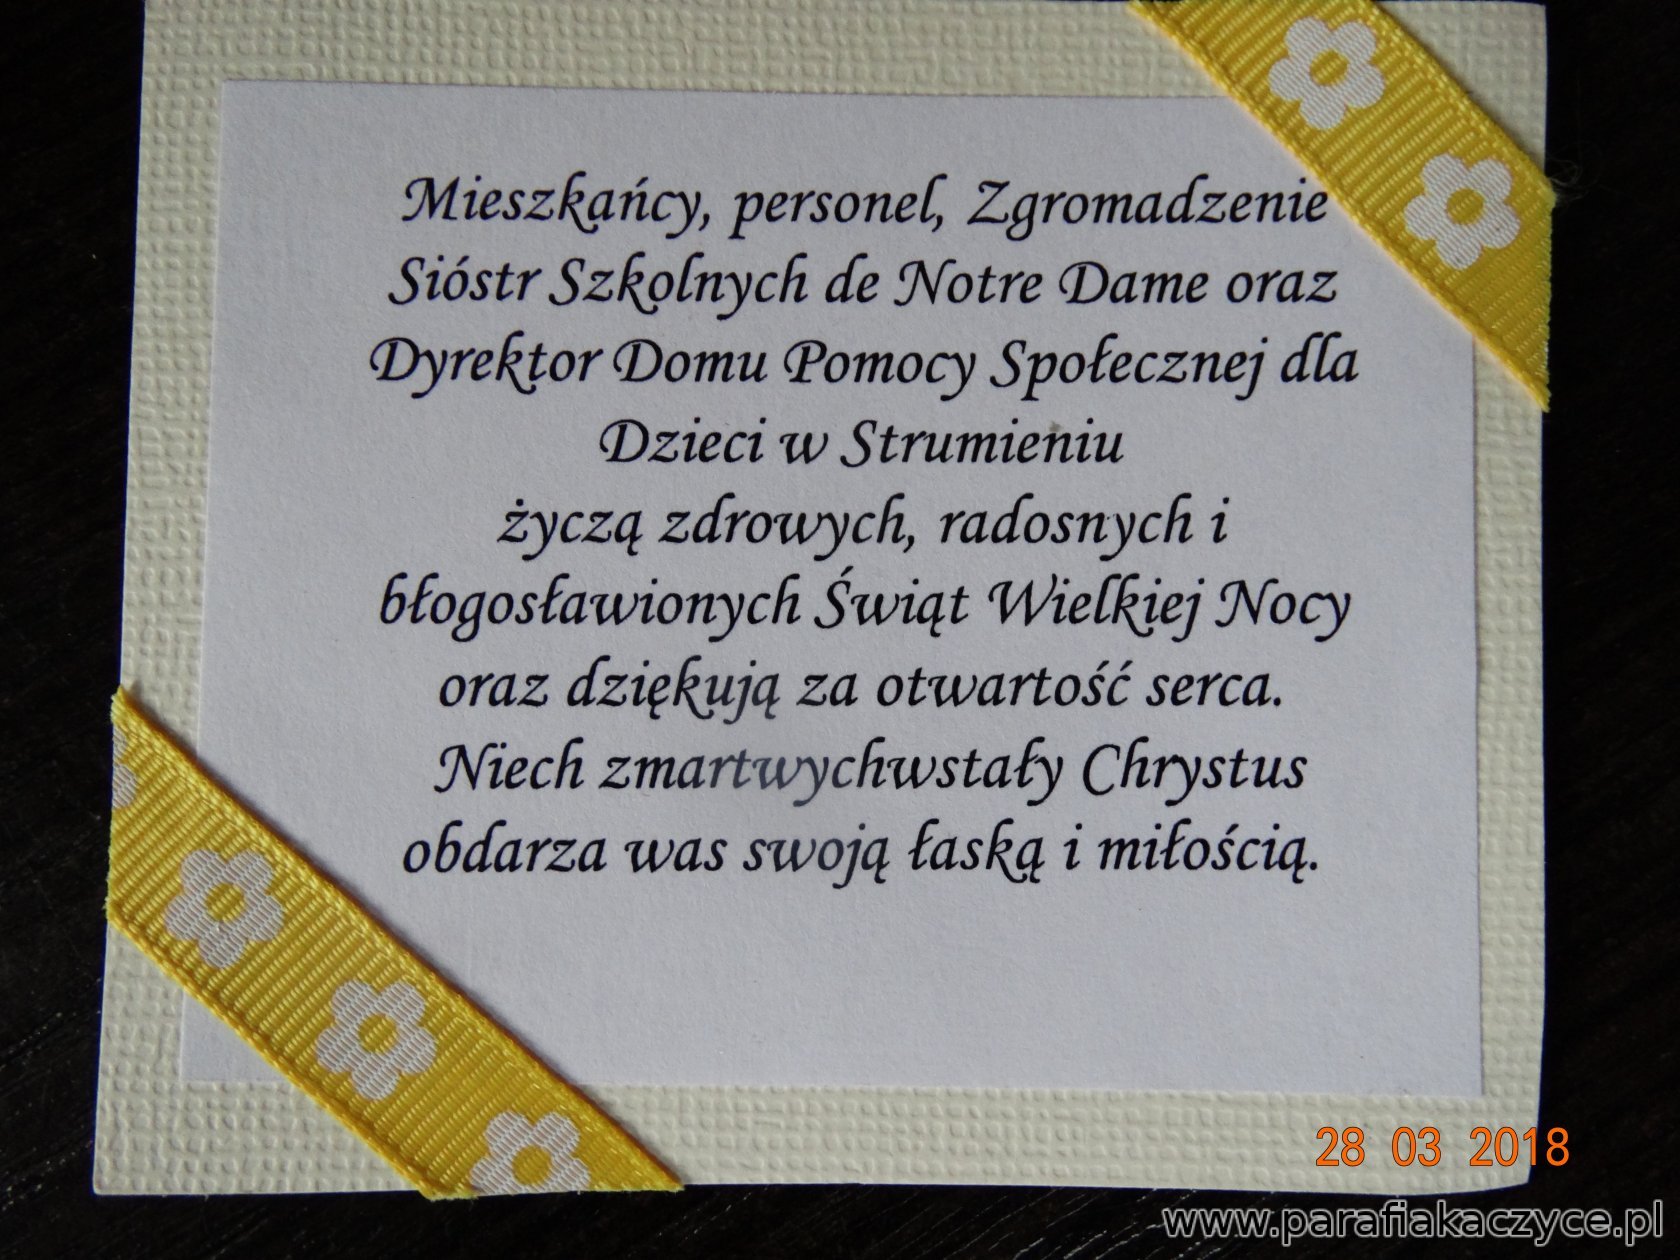 Mieszkańcy, personel, Zgromadzenie
Sióstr Szkolnych de Notre Dame oraz
Dyrektor Domu Pomocy Społecznej dla
Dzieci w Strumieniu
życzą zdrowych, radosnych i
błogosławionych Świąt Wielkiej Nocy
oraz dziękują za otwartość serca.
Niech zmartwychwstały Chrystus
obdarza was swoją łaską i miłością.
28 03 2018
www.parafiakaczyce.pl